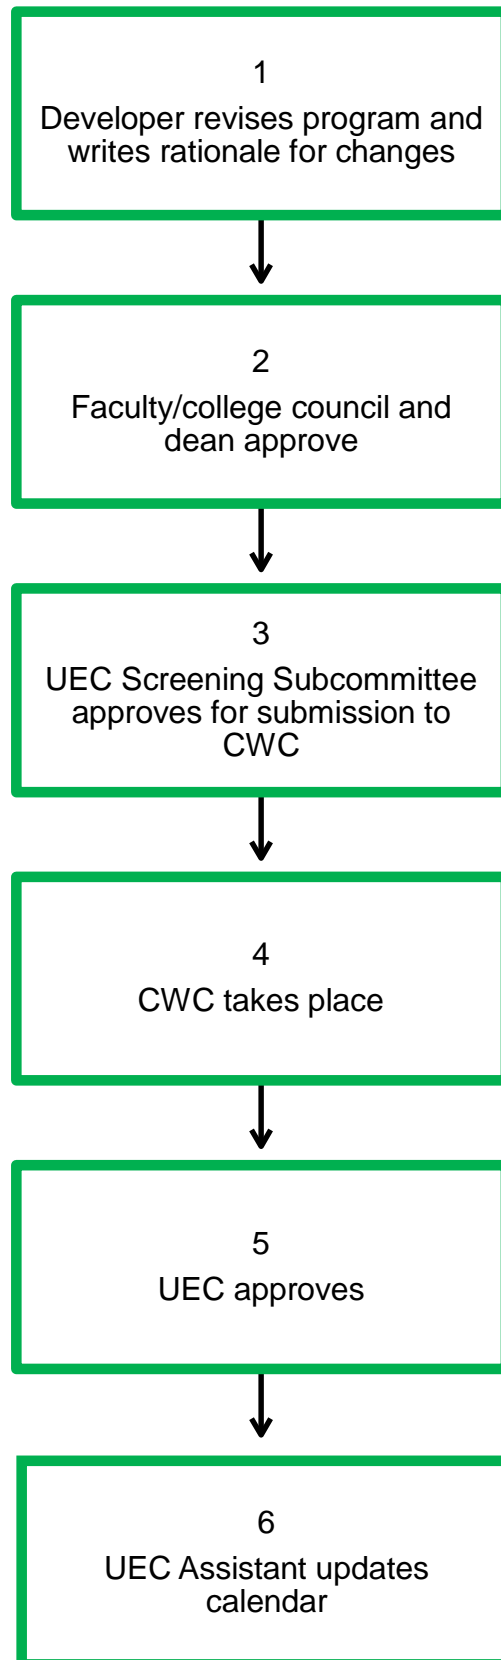 1
Developer revises program and
writes rationale for changes
2
Faculty/college council and
dean approve
3
UEC Screening Subcommittee
approves for submission to
CWC
4
CWC takes place
5
UEC approves
6
UEC Assistant updates
calendar